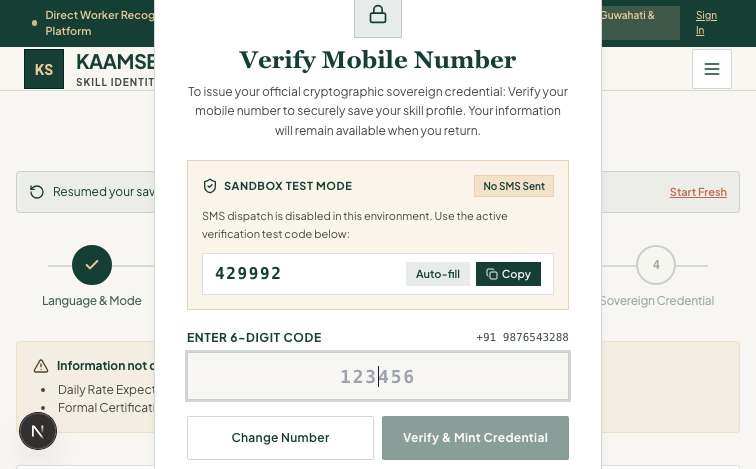 Direct Worker Recog
Platform
Guwahati &
Sign
In
KS
KAAMSE
SKILL IDENTIT
Verify Mobile Number
To issue your official cryptographic sovereign credential: Verify your
mobile number to securely save your skill profile. Your information
will remain available when you return.
Resumed your sav
Start Fresh
SANDBOX TEST MODE
No SMS Sent
SMS dispatch is disabled in this environment. Use the active
verification test code below:
429992
Auto-fill
Copy
4
Language & Mode
Sovereign Credential
ENTER 6-DIGIT CODE
+91 9876543288
123456
Information not c
Daily Rate Expect
Formal Certificati
N
Change Number
Verify & Mint Credential